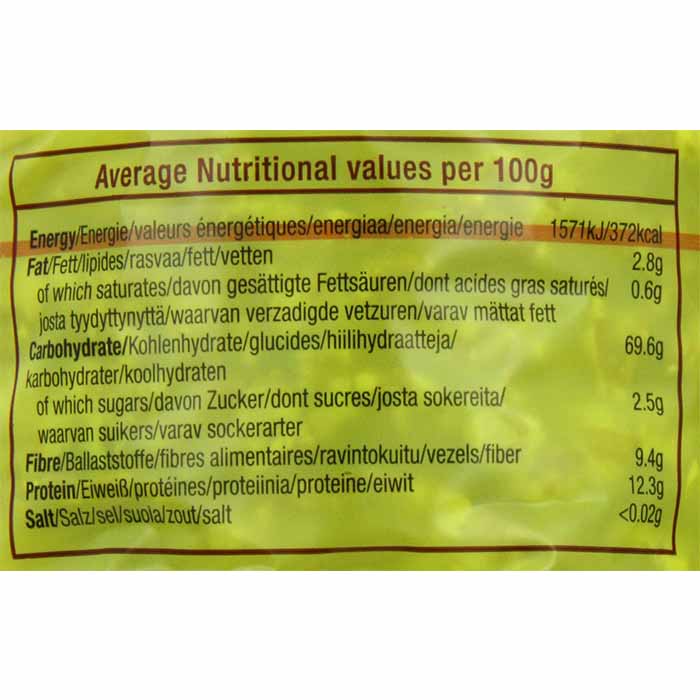 Average Nutritional values per 100g
Energy/Energie/valeurs énergétiques/energiaa/energia/energie 1571kJ/372kcal
Fat/Fett/lipides/rasvaa/fett/vetten 2.8g
of which saturates/davon gesättigte Fettsäuren/dont acides gras saturés/ 0.6g
josta tyydyttynyttä/waarvan verzadigde vetzuren/varav mättat fett
Carbohydrate/Kohlenhydrate/glucides/hiilihydraatteja/ 69.6g
karbohydrater/koolhydraten
of which sugars/davon Zucker/dont sucres/josta sokereita/ 2.5g
waarvan suikers/varav sockerarter
Fibre/Ballaststoffe/fibres alimentaires/ravintokuitu/vezels/fiber 9.4g
Protein/Eiweiß/protéines/proteiinia/proteine/eiwit 12.3g
Salt/Salz/sel/suola/zout/salt <0.02g